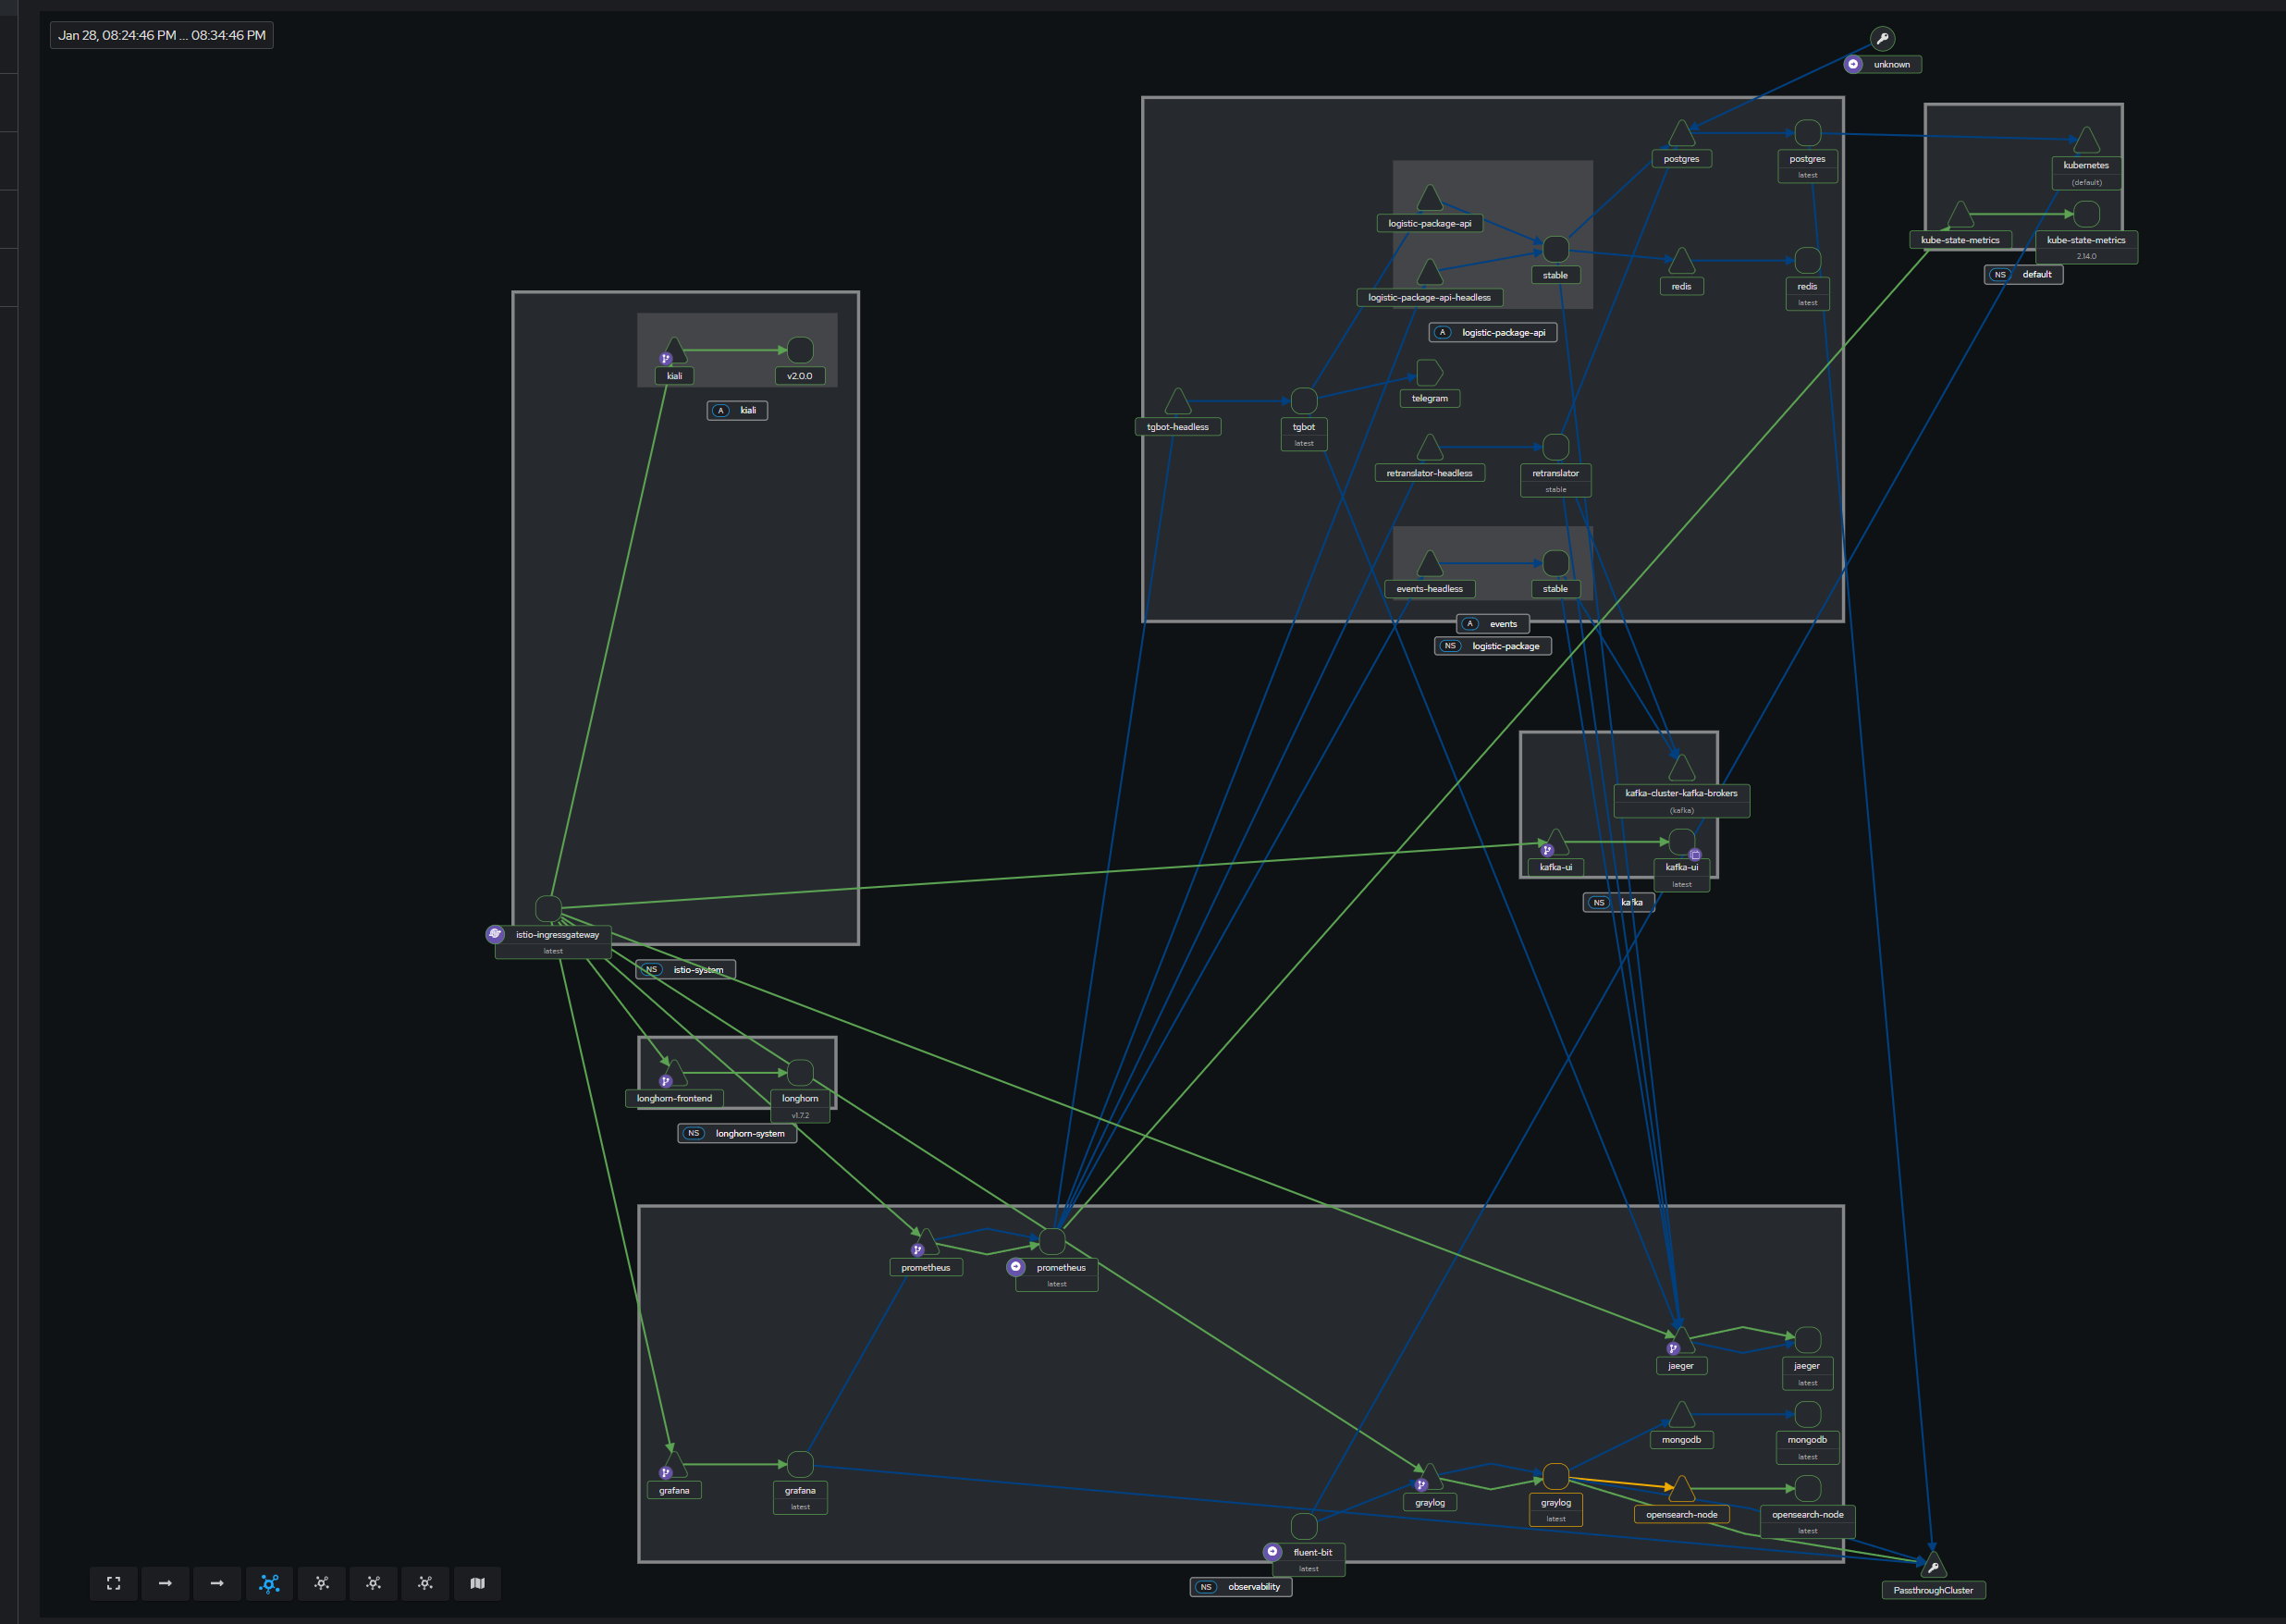 Jan 28, 08:24:46 PM ... 08:34:46 PM
unknown
postgres
postgres
latest
kubernetes
(default)
logistic-package-api
kube-state-metrics
kube-state-metrics
2.14.0
stable
NS default
redis
redis
latest
logistic-package-api-headless
A logistic-package-api
kiali
v2.0.0
A kiali
telegram
tgbot-headless
tgbot
latest
retranslator-headless
retranslator
stable
events-headless
stable
A events
NS logistic-package
kafka-cluster-kafka-brokers
(kafka)
kafka-ui
kafka-ui
latest
NS kafka
istio-ingressgateway
latest
NS istio-system
longhorn-frontend
longhorn
v1.7.2
NS longhorn-system
prometheus
prometheus
latest
jaeger
jaeger
latest
mongodb
mongodb
latest
grafana
grafana
latest
graylog
graylog
latest
opensearch-node
opensearch-node
latest
fluent-bit
latest
NS observability
PassthroughCluster